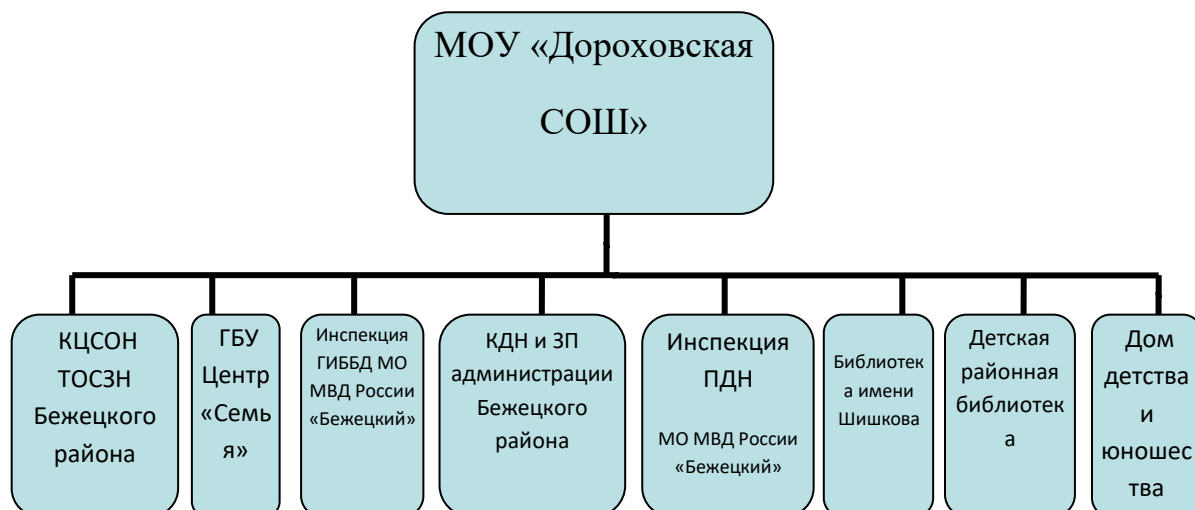 МОУ «Дороховская
СОШ»
КЦСОН
ТОСЗН
Бежецкого
района
ГБУ
Центр
«Семь
я»
Инспекция
ГИББД МО
МВД России
«Бежецкий»
КДН и ЗП
администрации
Бежецкого
района
Инспекция
ПДН
МО МВД России
«Бежецкий»
Библиотек
а имени
Шишкова
Детская
районная
библиотек
а
Дом
детства
и
юношес
тва